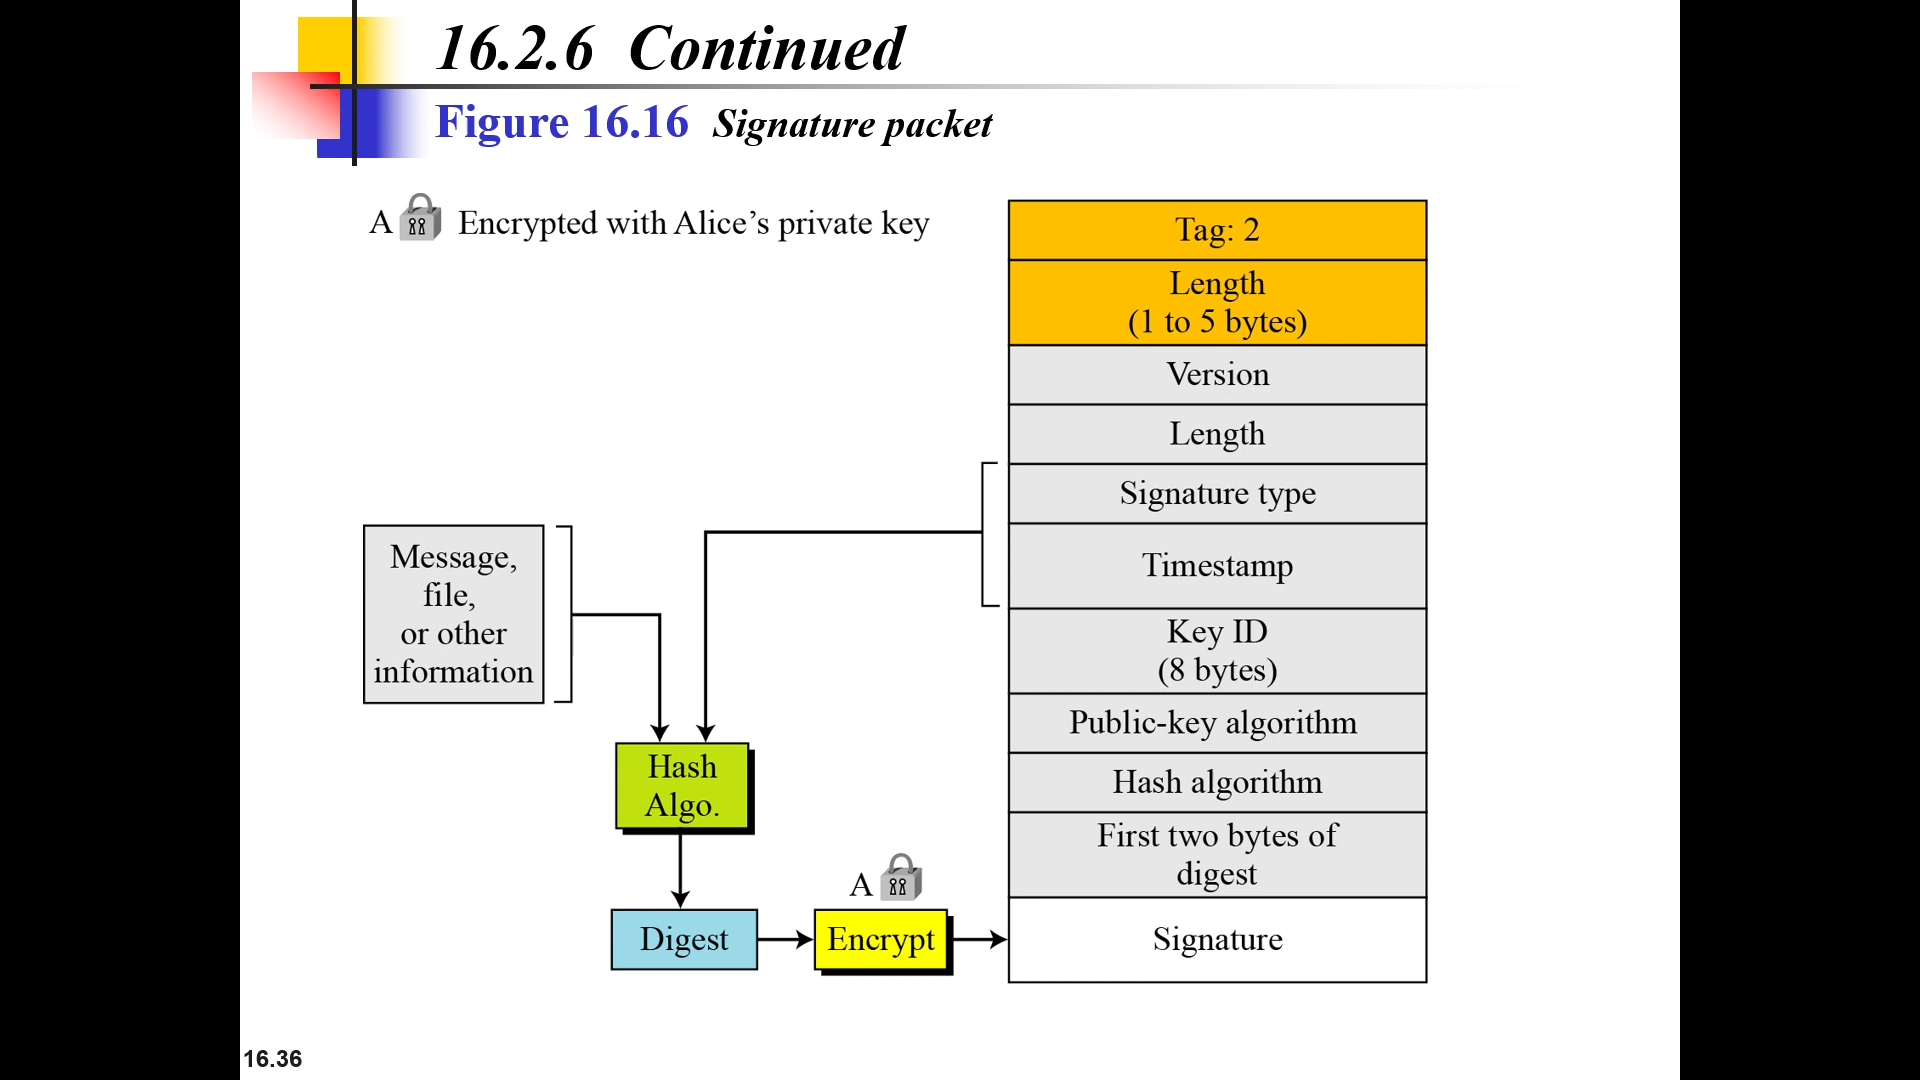 16.2.6 Continued
Figure 16.16 Signature packet
A Encrypted with Alice’s private key
Tag: 2
Length
(1 to 5 bytes)
Version
Length
Signature type
Timestamp
Key ID
(8 bytes)
Public-key algorithm
Hash algorithm
First two bytes of
digest
Signature
Message,
file,
or other
information
Hash
Algo.
Digest
A
Encrypt
16.36